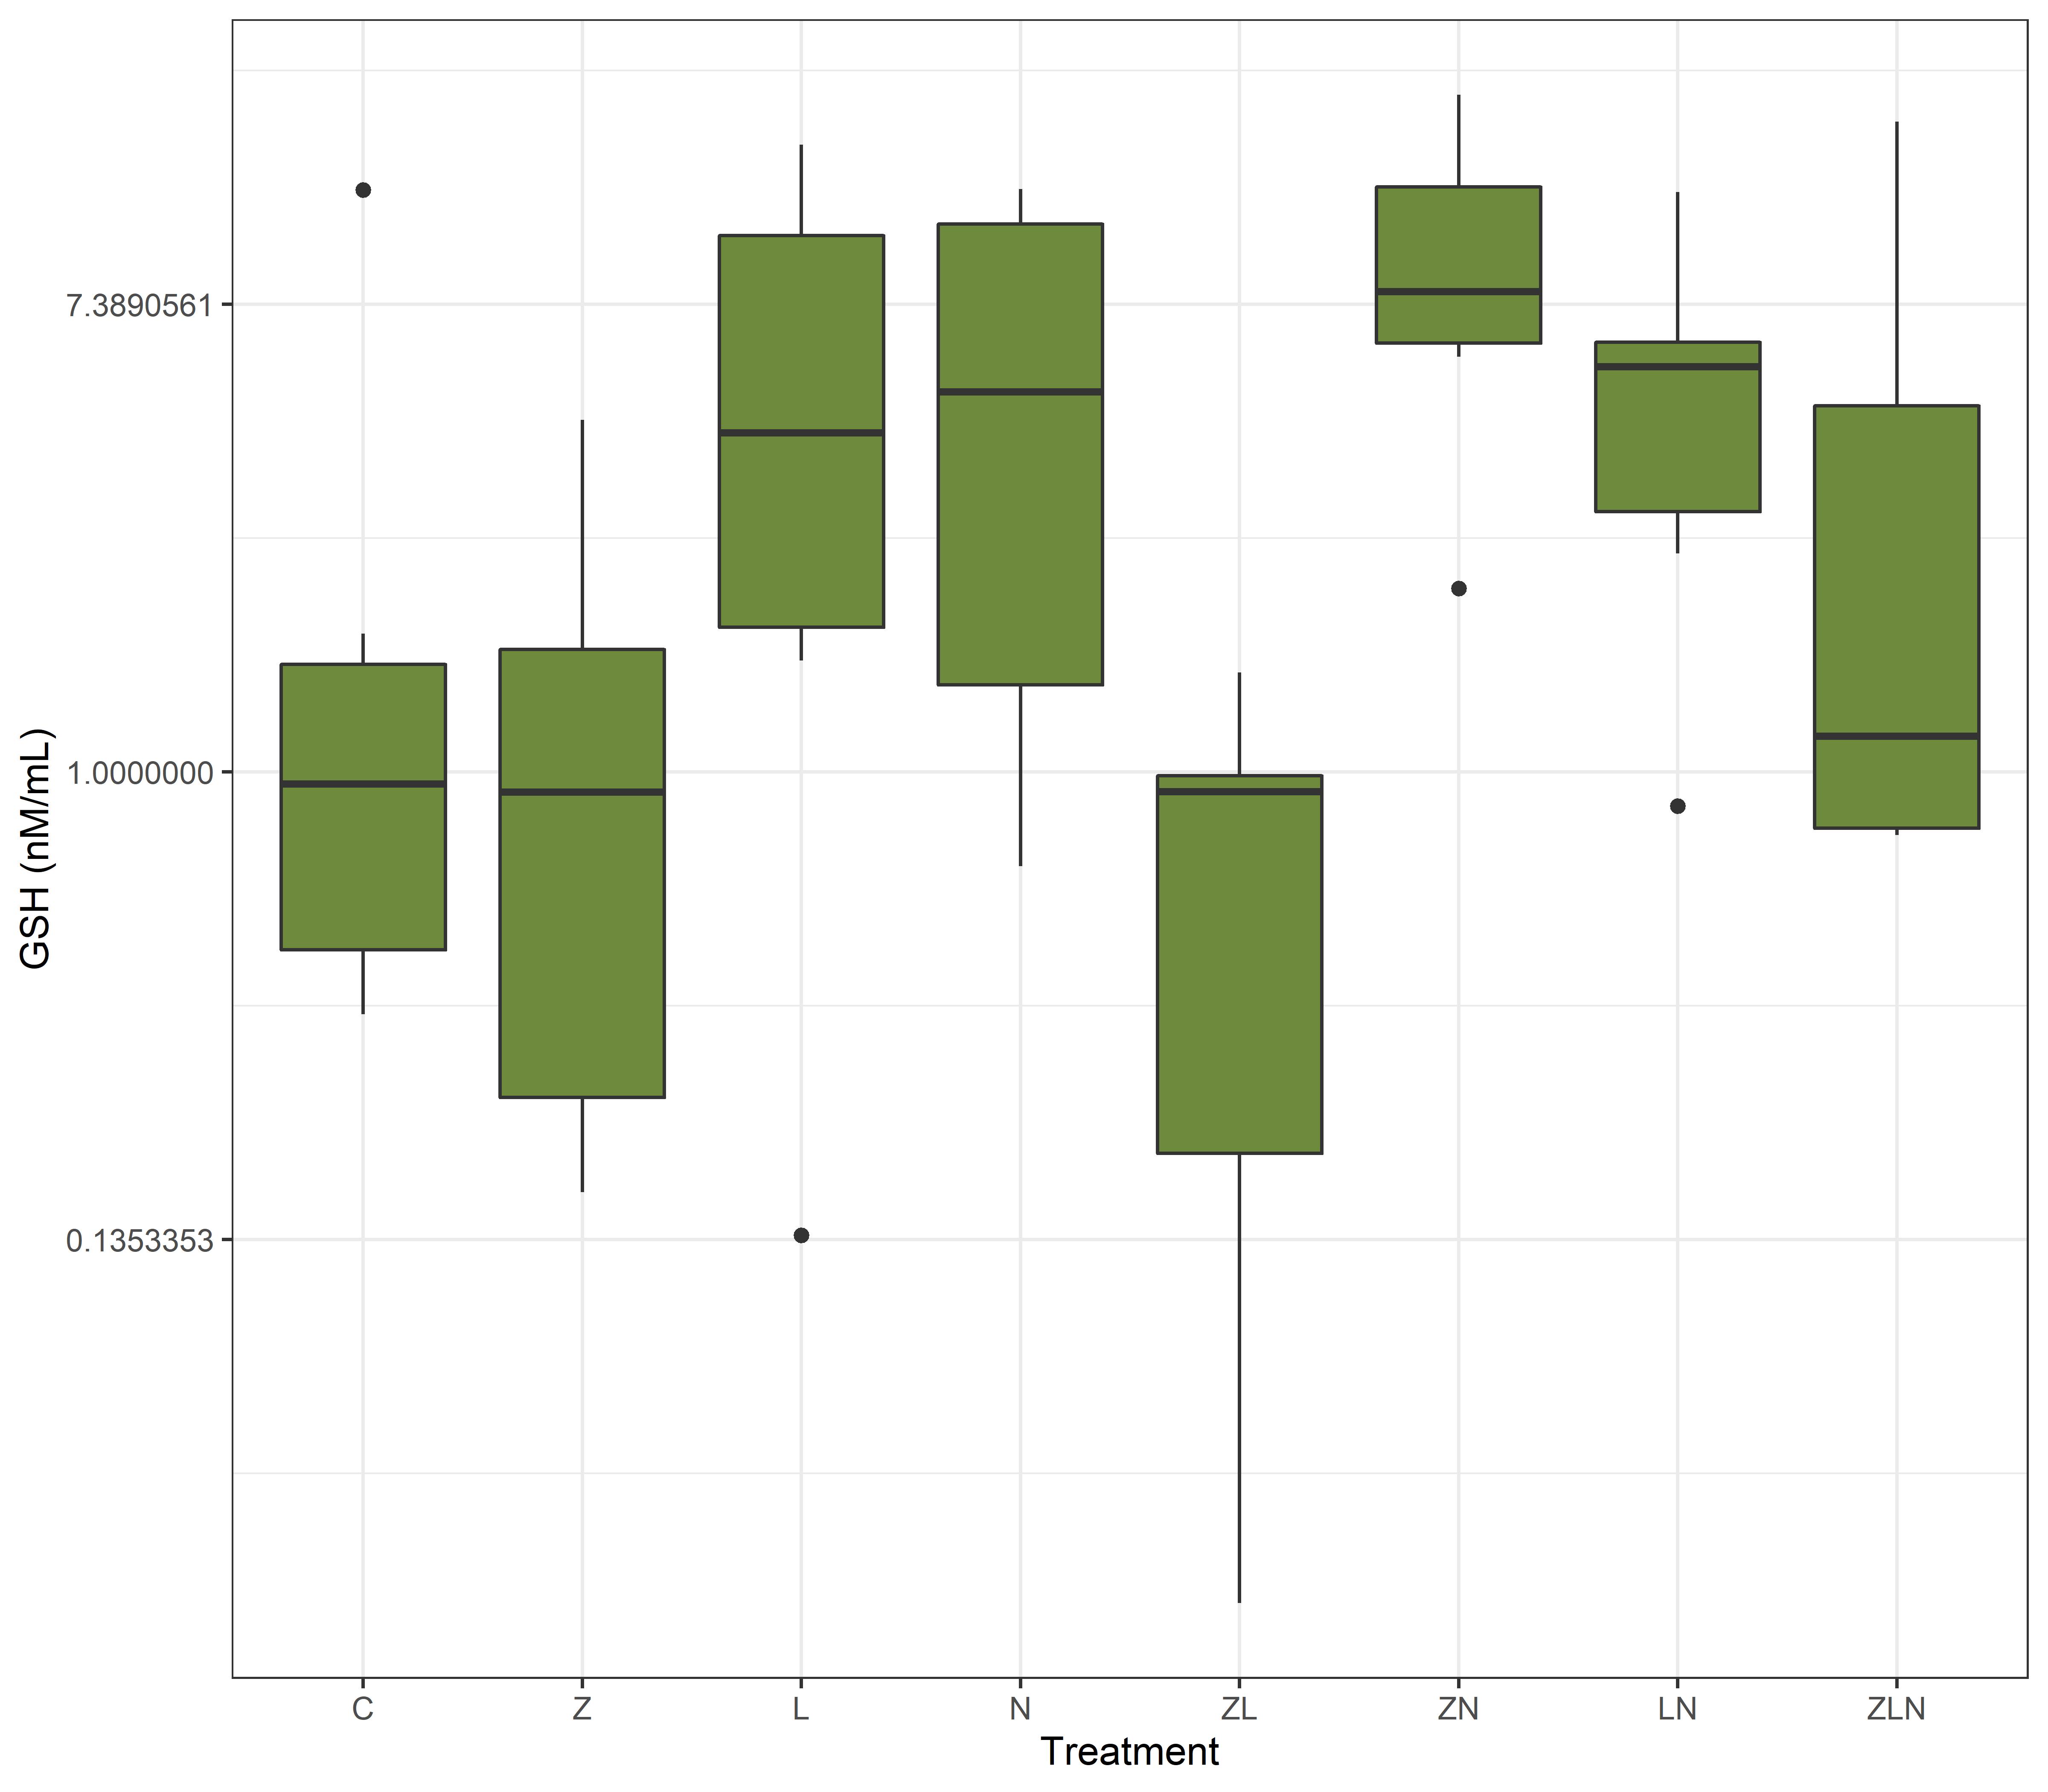 GSH (nM/mL)
7.3890561
1.0000000
0.1353353
C Z L N ZL ZN LN ZLN
Treatment